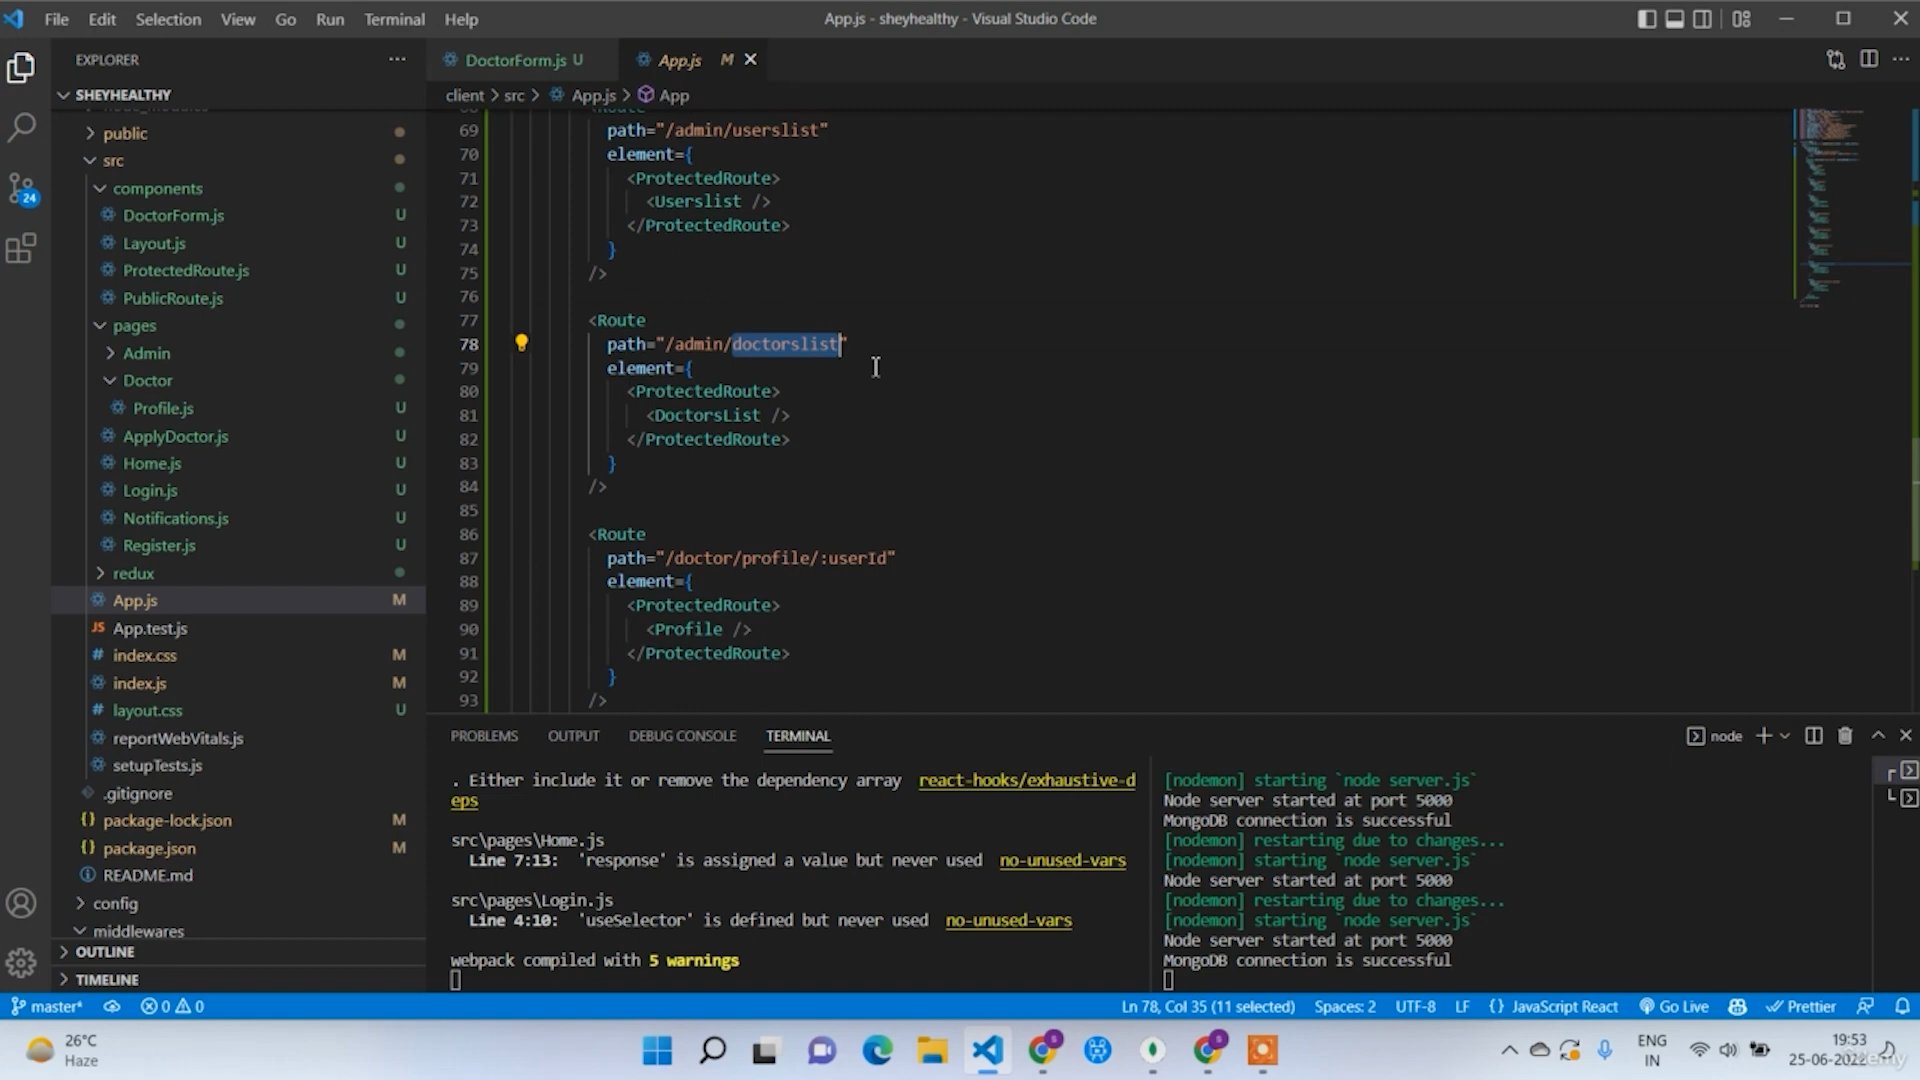 File Edit Selection View Go Run Terminal Help
App.js - sheyhealthy - Visual Studio Code
EXPLORER
SHEYHEALTHY
public
src
components
DoctorForm.js U
Layout.js U
ProtectedRoute.js U
PublicRoute.js U
pages
Admin
Doctor
Profile.js U
ApplyDoctor.js U
Home.js U
Login.js U
Notifications.js U
Register.js U
redux
App.js M
App.test.js
index.css M
index.js M
layout.css U
reportWebVitals.js
setupTests.js
.gitignore
package-lock.json M
package.json M
README.md
config
middlewares
OUTLINE
TIMELINE
24
DoctorForm.js U
App.js M
client > src > App.js > App
69 path="/admin/userslist"
70 element={
71 <ProtectedRoute>
72 <Userslist />
73 </ProtectedRoute>
74 }
75 />
76
77 <Route
78 path="/admin/doctorslist"
79 element={
80 <ProtectedRoute>
81 <DoctorsList />
82 </ProtectedRoute>
83 }
84 />
85
86 <Route
87 path="/doctor/profile/:userId"
88 element={
89 <ProtectedRoute>
90 <Profile />
91 </ProtectedRoute>
92 }
93 />
PROBLEMS OUTPUT DEBUG CONSOLE TERMINAL
node
. Either include it or remove the dependency array react-hooks/exhaustive-d
eps
src\pages\Home.js
Line 7:13: 'response' is assigned a value but never used no-unused-vars
src\pages\Login.js
Line 4:10: 'useSelector' is defined but never used no-unused-vars
webpack compiled with 5 warnings
[nodemon] starting `node server.js`
Node server started at port 5000
MongoDB connection is successful
[nodemon] restarting due to changes...
[nodemon] starting `node server.js`
Node server started at port 5000
[nodemon] restarting due to changes...
[nodemon] starting `node server.js`
Node server started at port 5000
MongoDB connection is successful
master* 0 0
Ln 78, Col 35 (11 selected) Spaces: 2 UTF-8 LF {} JavaScript React Go Live Prettier
26°C
Haze
ENG
IN
19:53
25-06-2022